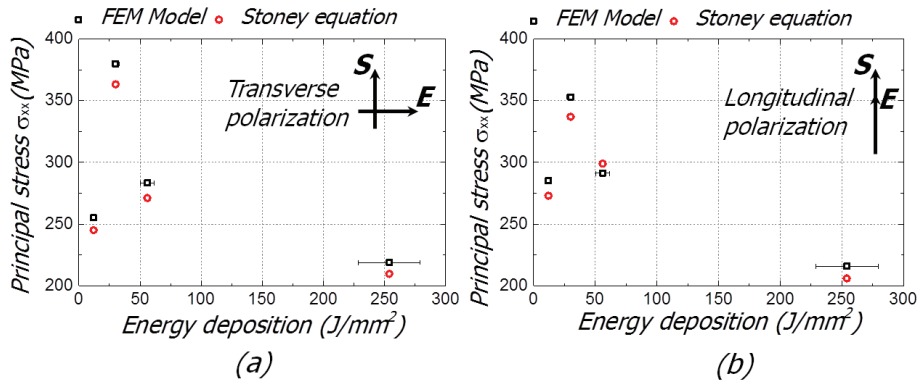 FEM Model Stoney equation
Principal stress σxx(MPa)
400
350
300
250
200
Transverse
polarization
S
E
0 50 100 150 200 250 300
Energy deposition (J/mm²)
(a)
FEM Model Stoney equation
Principal stress σxx(MPa)
400
350
300
250
200
Longitudinal
polarization
S
E
0 50 100 150 200 250 300
Energy deposition (J/mm²)
(b)